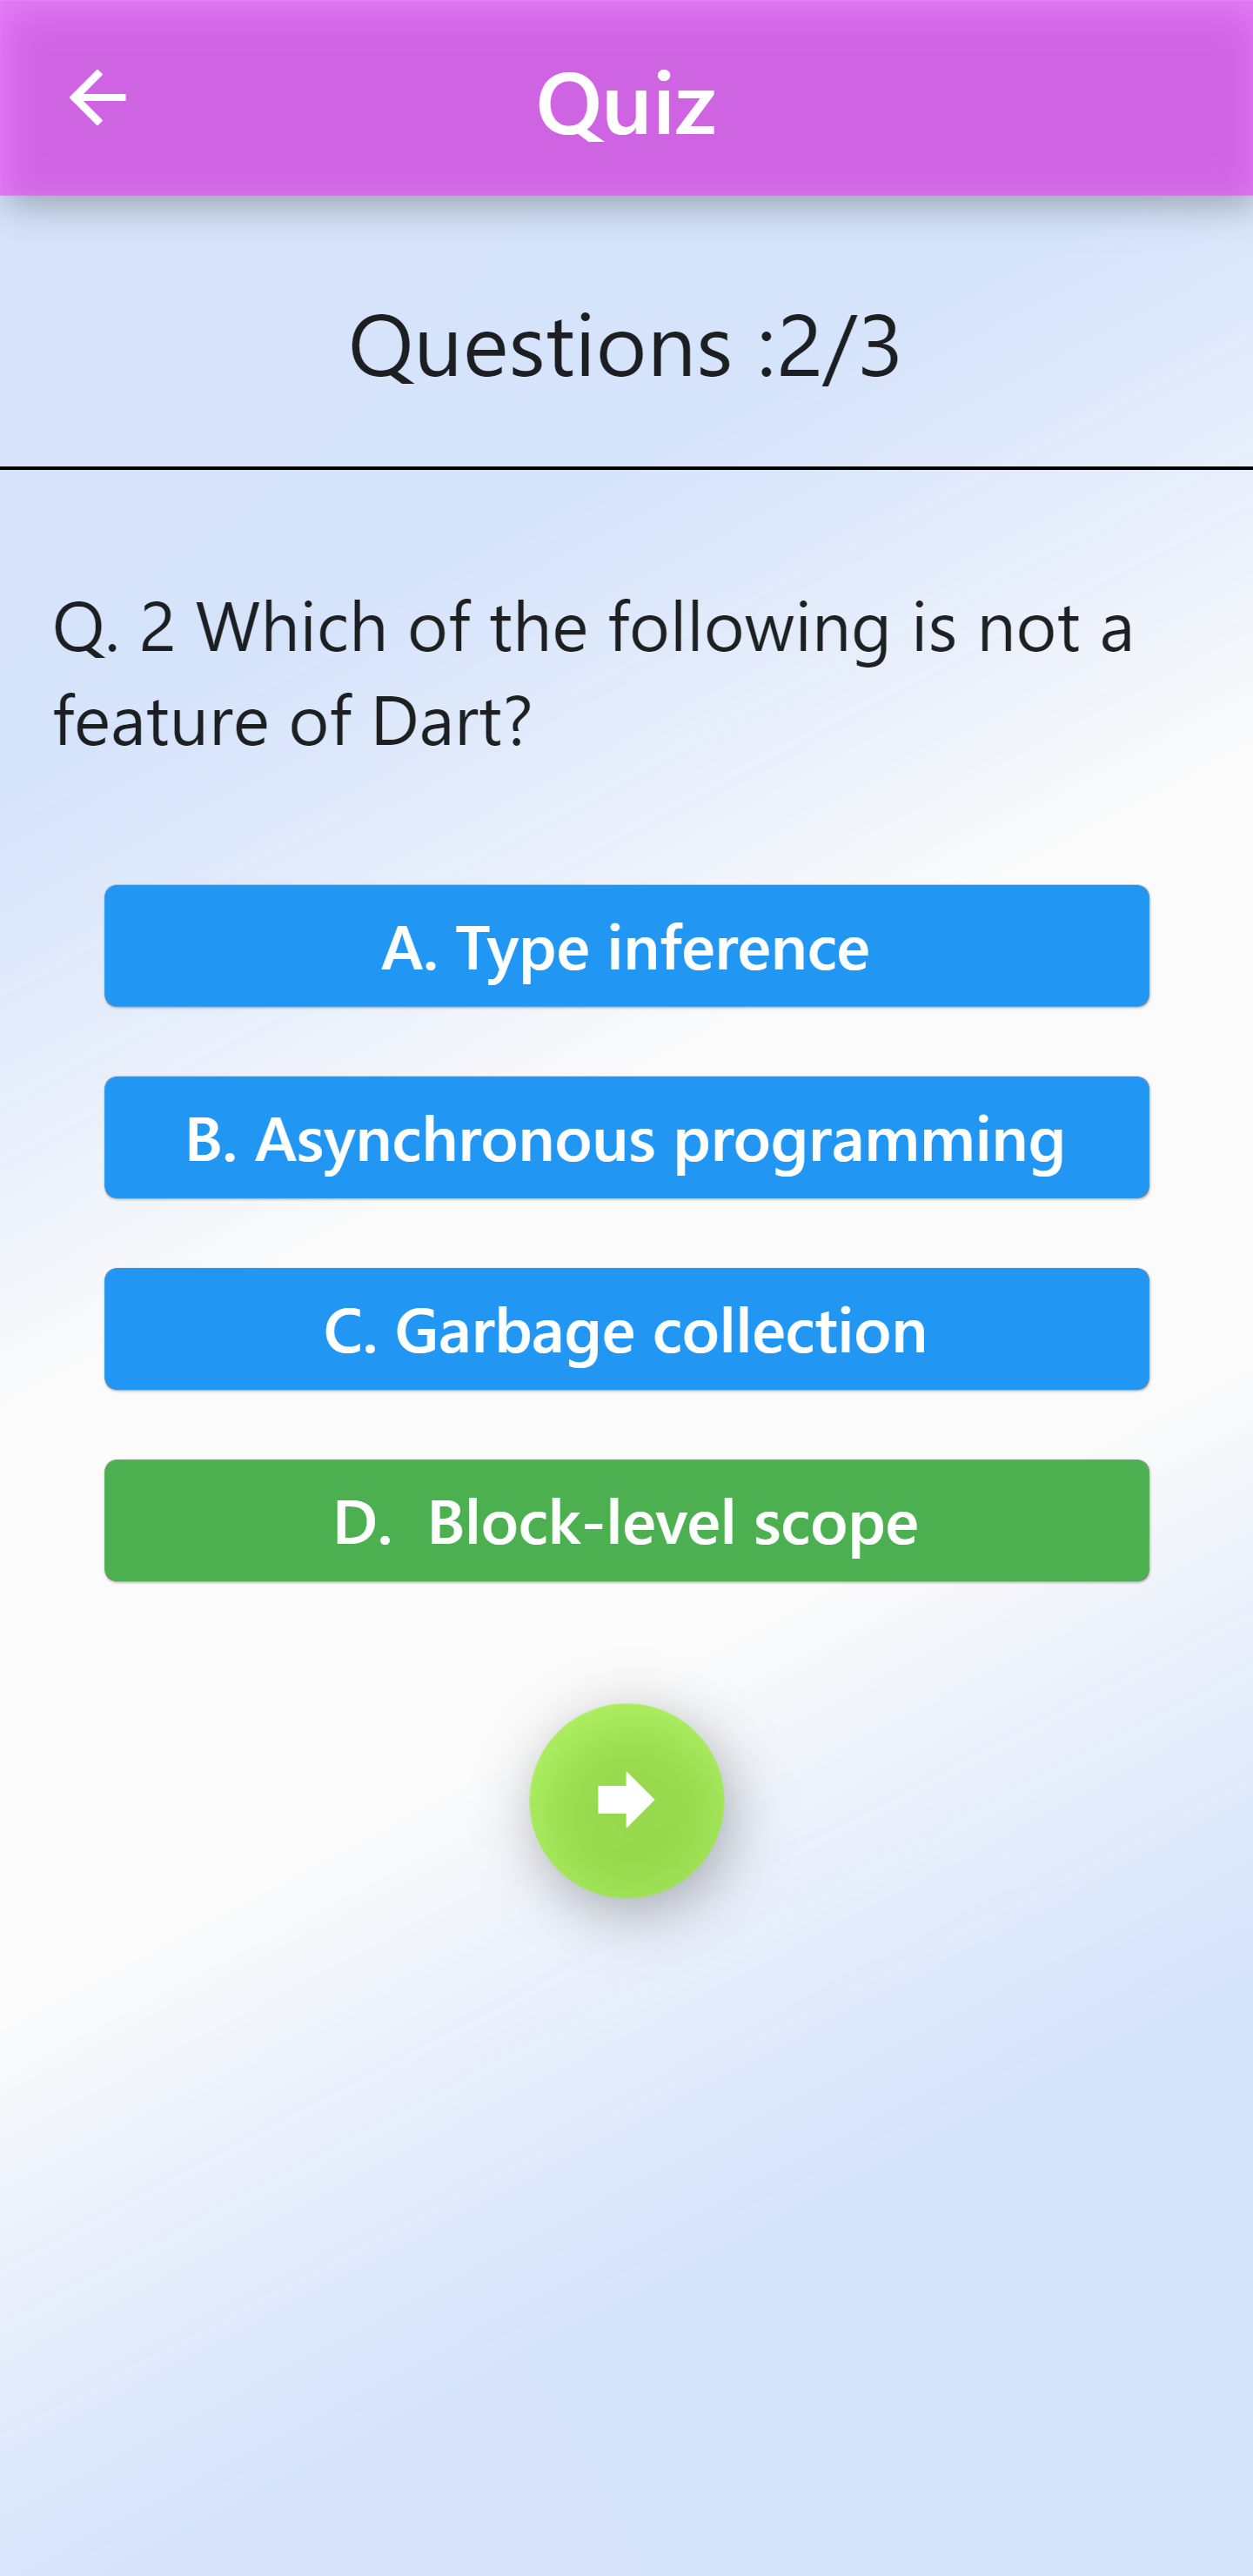 Quiz
Questions :2/3
Q. 2 Which of the following is not a
feature of Dart?
A. Type inference
B. Asynchronous programming
C. Garbage collection
D.  Block-level scope